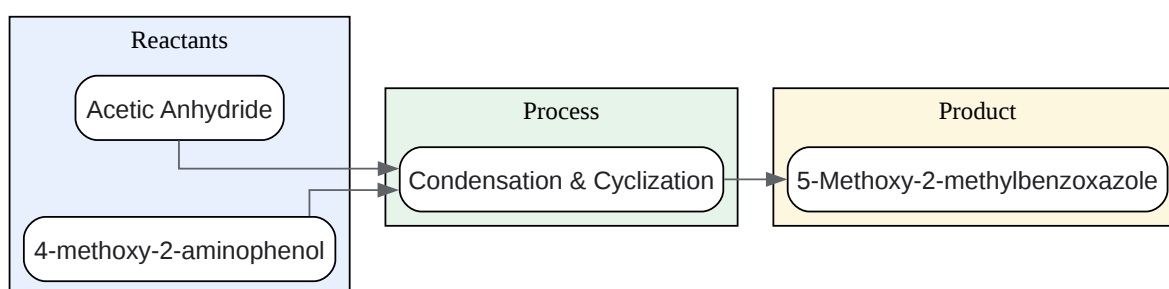 Reactants
Acetic Anhydride
4-methoxy-2-aminophenol
Process
Condensation & Cyclization
Product
5-Methoxy-2-methylbenzoxazole